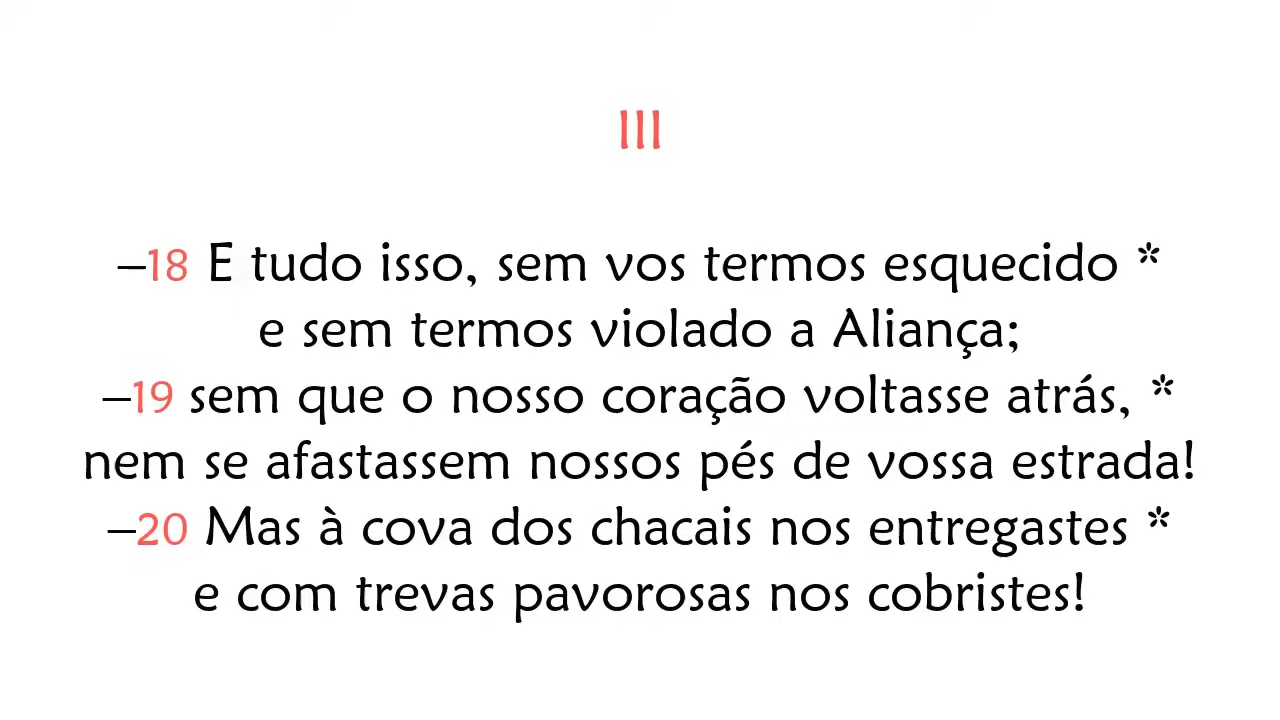 III
–18 E tudo isso, sem vos termos esquecido *
e sem termos violado a Aliança;
–19 sem que o nosso coração voltasse atrás, *
nem se afastassem nossos pés de vossa estrada!
–20 Mas à cova dos chacais nos entregastes *
e com trevas pavorosas nos cobristes!